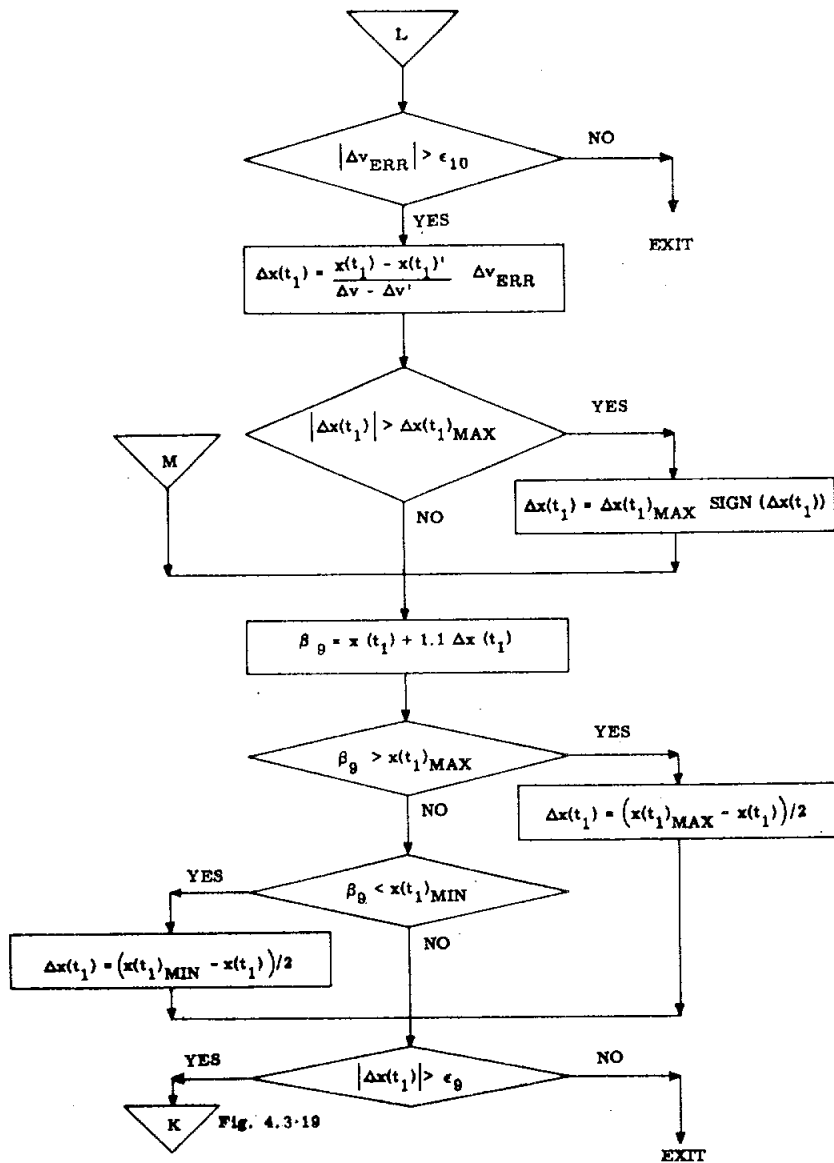 L
|Δv_ERR| > ϵ_10
NO
YES
EXIT
Δx(t_1) = (x(t_1) - x(t_1)')/(Δv - Δv') Δv_ERR
|Δx(t_1)| > Δx(t_1)_MAX
YES
M
NO
Δx(t_1) = Δx(t_1)_MAX SIGN (Δx(t_1))
β_9 = x (t_1) + 1.1 Δx (t_1)
β_9 > x(t_1)_MAX
YES
NO
Δx(t_1) = (x(t_1)_MAX - x(t_1))/2
YES
β_9 < x(t_1)_MIN
NO
Δx(t_1) = (x(t_1)_MIN - x(t_1))/2
YES
|Δx(t_1)| > ϵ_9
NO
K
Fig. 4.3-19
EXIT